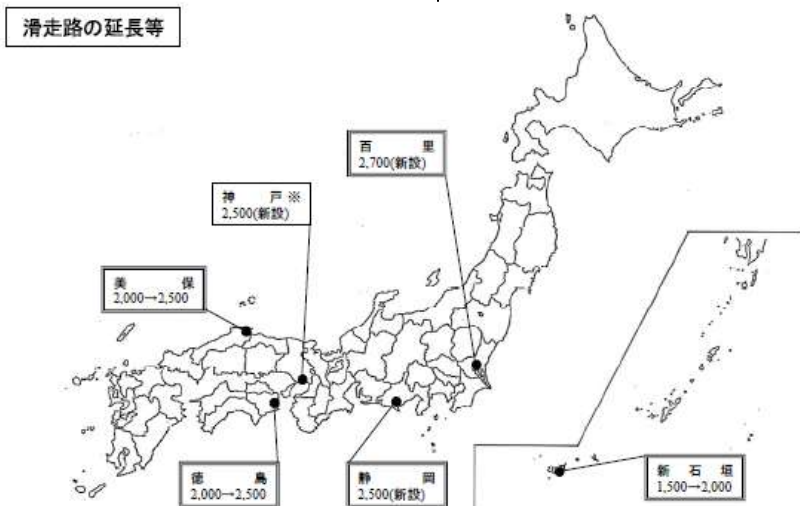 滑走路の延長等
百 里
2,700(新設)
神 戸※
2,500(新設)
美 保
2,000→2,500
徳 島
2,000→2,500
静 岡
2,500(新設)
新 石 垣
1,500→2,000